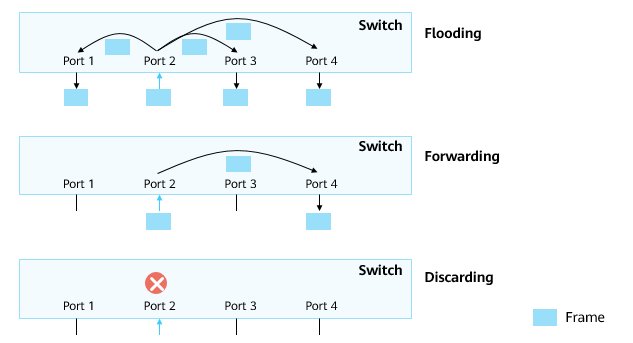 Switch
Flooding
Port 1 Port 2 Port 3 Port 4
Switch
Forwarding
Port 1 Port 2 Port 3 Port 4
Switch
Discarding
Port 1 Port 2 Port 3 Port 4
Frame